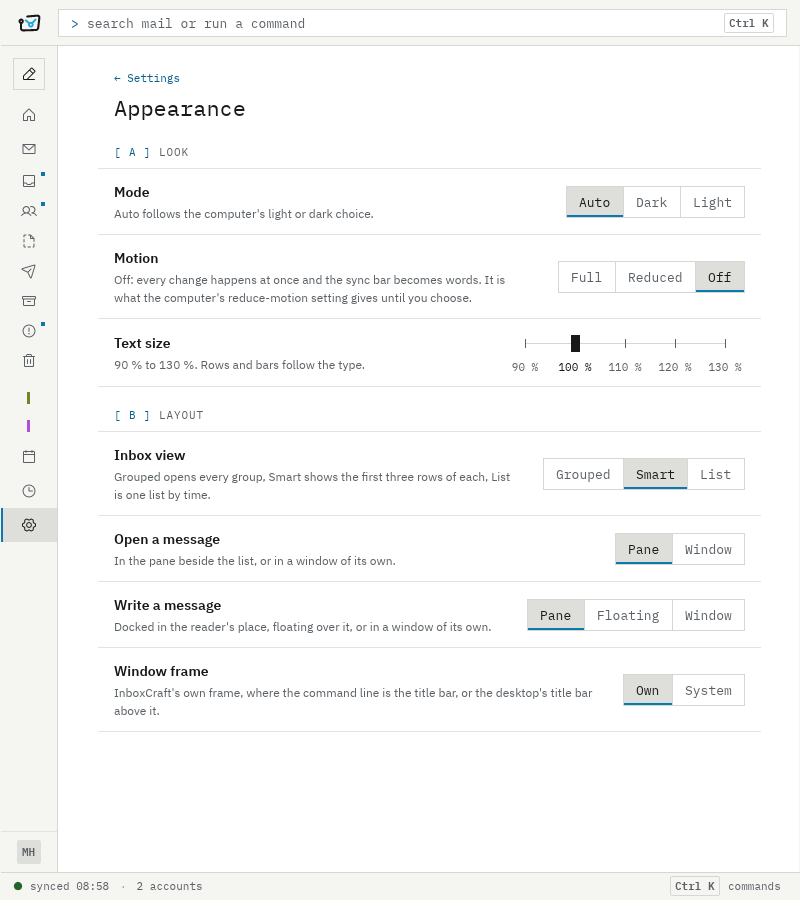 > search mail or run a command Ctrl K
← Settings
Appearance
[ A ] LOOK
Mode
Auto follows the computer's light or dark choice.
Auto Dark Light
Motion
Off: every change happens at once and the sync bar becomes words. It is
what the computer's reduce-motion setting gives until you choose.
Full Reduced Off
Text size
90 % to 130 %. Rows and bars follow the type.
90 % 100 % 110 % 120 % 130 %
[ B ] LAYOUT
Inbox view
Grouped opens every group, Smart shows the first three rows of each, List
is one list by time.
Grouped Smart List
Open a message
In the pane beside the list, or in a window of its own.
Pane Window
Write a message
Docked in the reader's place, floating over it, or in a window of its own.
Pane Floating Window
Window frame
InboxCraft's own frame, where the command line is the title bar, or the desktop's title bar
above it.
Own System
MH
synced 08:58 · 2 accounts Ctrl K commands